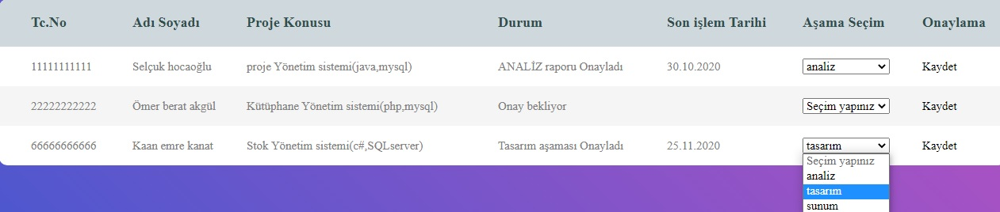 Tc.No Adı Soyadı Proje Konusu Durum Son işlem Tarihi Aşama Seçim Onaylama
11111111111 Selçuk hocaoğlu proje Yönetim sistemi(java,mysql) ANALİZ raporu Onayladı 30.10.2020 analiz Kaydet
22222222222 Ömer berat akgül Kütüphane Yönetim sistemi(php,mysql) Onay bekliyor Seçim yapınız Kaydet
66666666666 Kaan emre kanat Stok Yönetim sistemi(c#,SQLserver) Tasarım aşaması Onayladı 25.11.2020 tasarım Kaydet
Seçim yapınız
analiz
tasarım
sunum